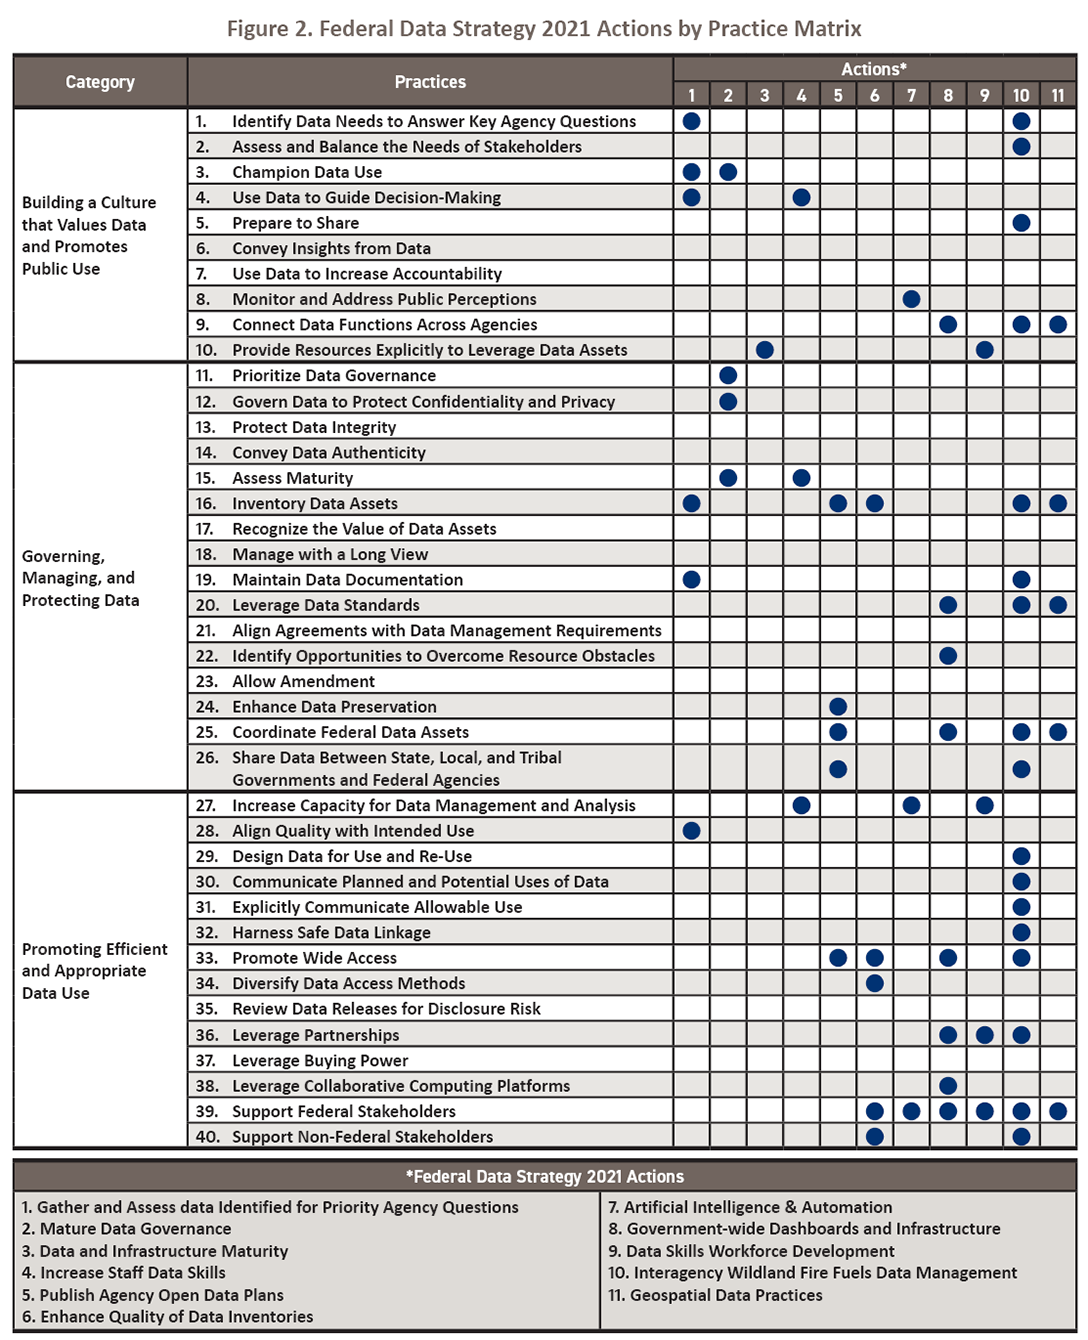 Figure 2. Federal Data Strategy 2021 Actions by Practice Matrix
Category
Practices
Actions*
1 2 3 4 5 6 7 8 9 10 11
Building a Culture
that Values Data
and Promotes
Public Use
1. Identify Data Needs to Answer Key Agency Questions
2. Assess and Balance the Needs of Stakeholders
3. Champion Data Use
4. Use Data to Guide Decision-Making
5. Prepare to Share
6. Convey Insights from Data
7. Use Data to Increase Accountability
8. Monitor and Address Public Perceptions
9. Connect Data Functions Across Agencies
10. Provide Resources Explicitly to Leverage Data Assets
Governing,
Managing, and
Protecting Data
11. Prioritize Data Governance
12. Govern Data to Protect Confidentiality and Privacy
13. Protect Data Integrity
14. Convey Data Authenticity
15. Assess Maturity
16. Inventory Data Assets
17. Recognize the Value of Data Assets
18. Manage with a Long View
19. Maintain Data Documentation
20. Leverage Data Standards
21. Align Agreements with Data Management Requirements
22. Identify Opportunities to Overcome Resource Obstacles
23. Allow Amendment
24. Enhance Data Preservation
25. Coordinate Federal Data Assets
26. Share Data Between State, Local, and Tribal
Governments and Federal Agencies
Promoting Efficient
and Appropriate
Data Use
27. Increase Capacity for Data Management and Analysis
28. Align Quality with Intended Use
29. Design Data for Use and Re-Use
30. Communicate Planned and Potential Uses of Data
31. Explicitly Communicate Allowable Use
32. Harness Safe Data Linkage
33. Promote Wide Access
34. Diversify Data Access Methods
35. Review Data Releases for Disclosure Risk
36. Leverage Partnerships
37. Leverage Buying Power
38. Leverage Collaborative Computing Platforms
39. Support Federal Stakeholders
40. Support Non-Federal Stakeholders
*Federal Data Strategy 2021 Actions
1. Gather and Assess data Identified for Priority Agency Questions
2. Mature Data Governance
3. Data and Infrastructure Maturity
4. Increase Staff Data Skills
5. Publish Agency Open Data Plans
6. Enhance Quality of Data Inventories
7. Artificial Intelligence & Automation
8. Government-wide Dashboards and Infrastructure
9. Data Skills Workforce Development
10. Interagency Wildland Fire Fuels Data Management
11. Geospatial Data Practices